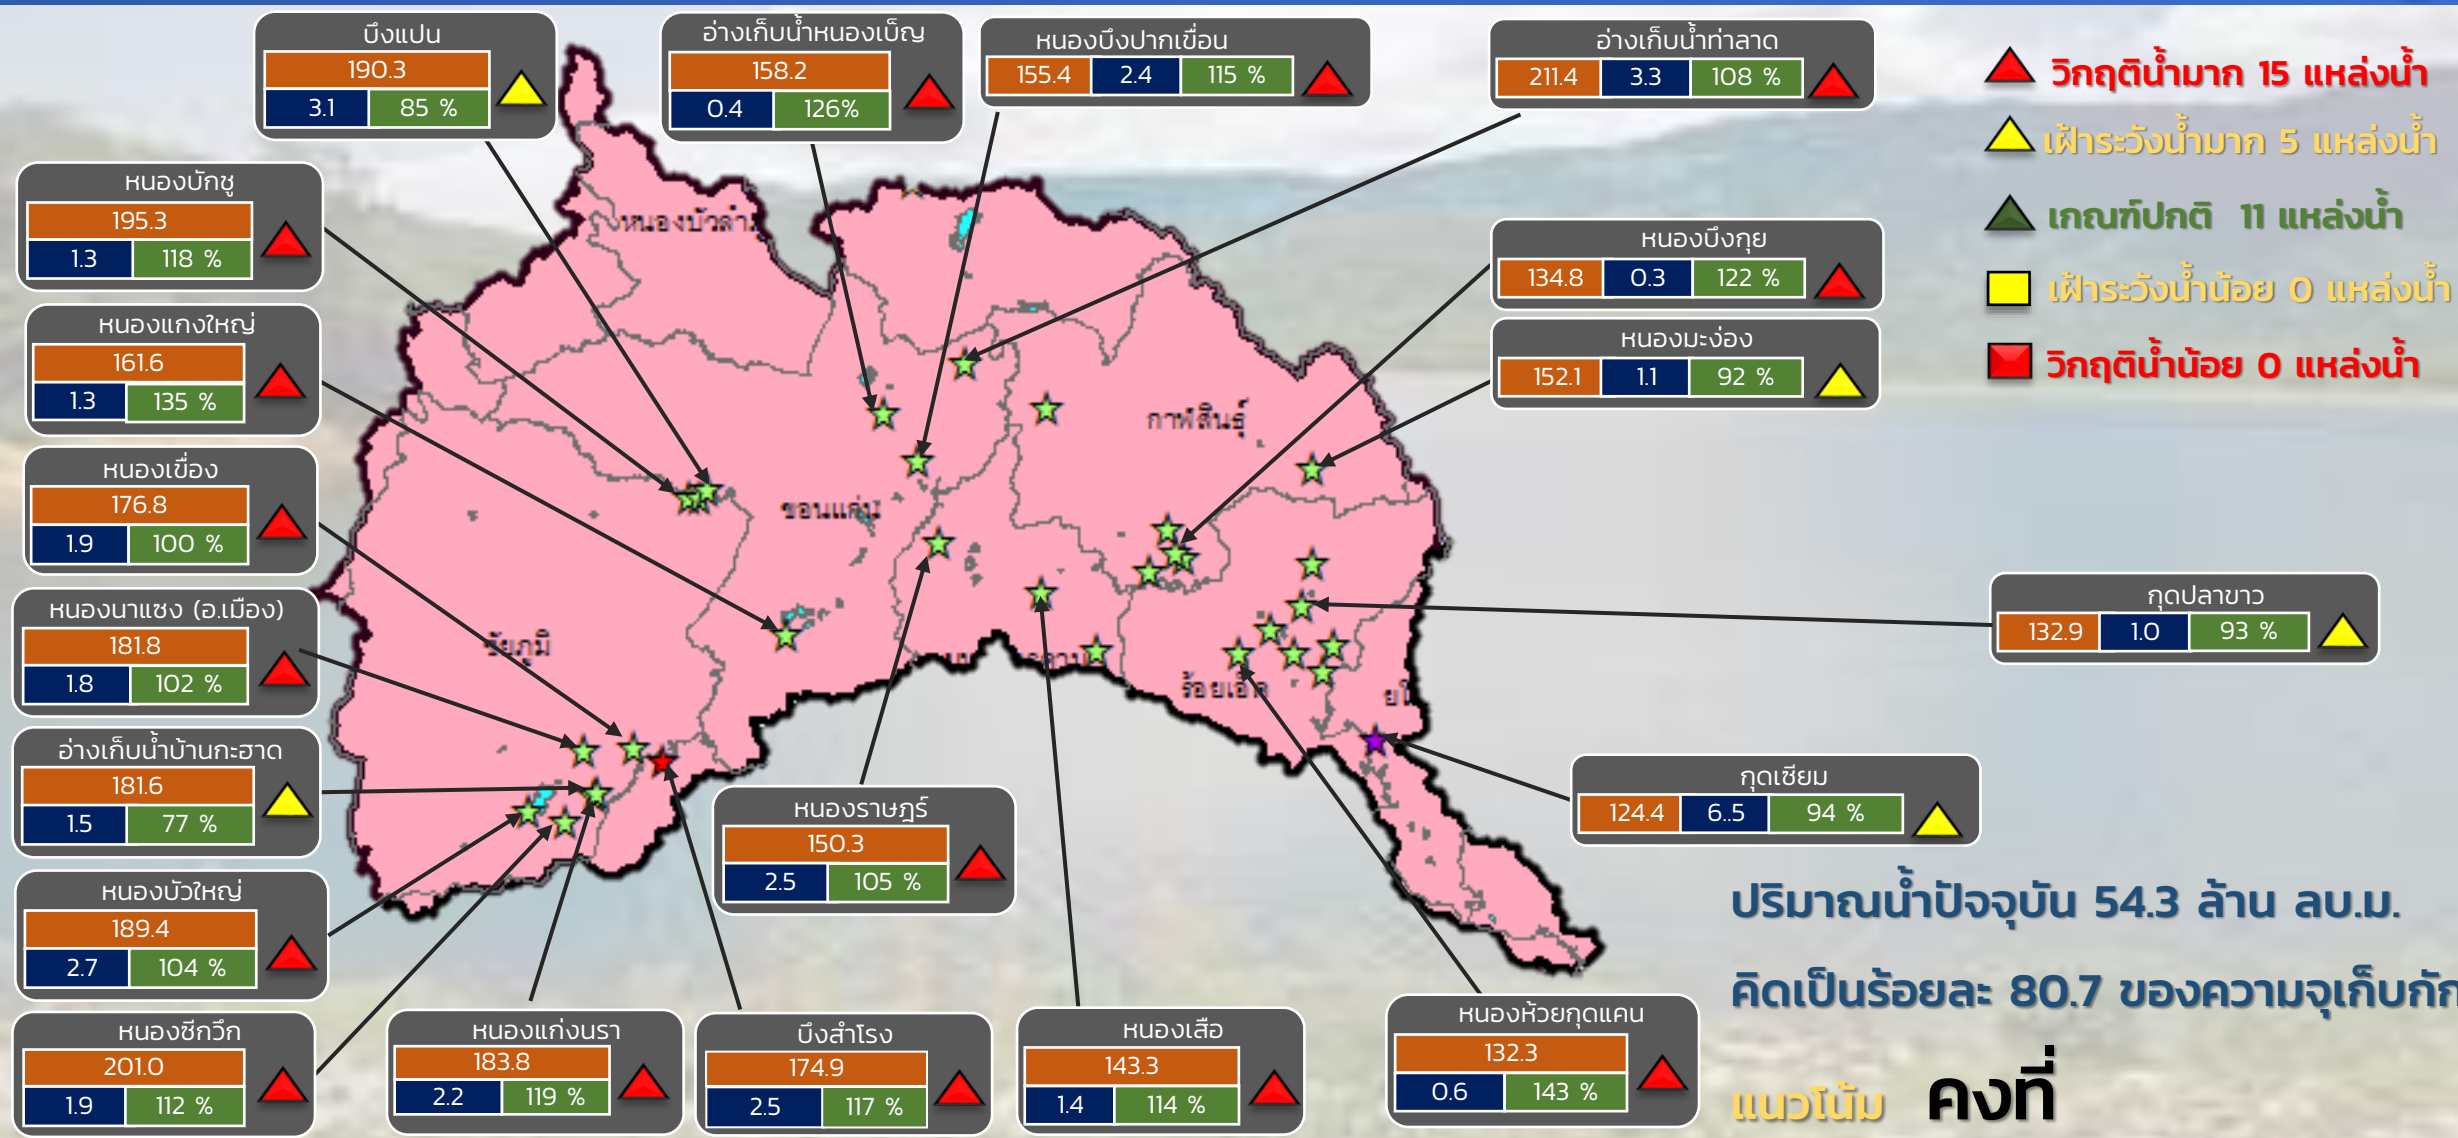 บึงแปน
190.3
3.1 85 %
อ่างเก็บน้ำหนองเบ็ญ
158.2
0.4 126%
หนองบึงปากเขื่อน
155.4 2.4 115 %
อ่างเก็บน้ำท่าลาด
211.4 3.3 108 %
วิกฤติน้ำมาก 15 แหล่งน้ำ
เฝ้าระวังน้ำมาก 5 แหล่งน้ำ
เกณฑ์ปกติ 11 แหล่งน้ำ
เฝ้าระวังน้ำน้อย 0 แหล่งน้ำ
วิกฤติน้ำน้อย 0 แหล่งน้ำ
หนองบักชู
195.3
1.3 118 %
หนองบึงกุย
134.8 0.3 122 %
หนองแกงใหญ่
161.6
1.3 135 %
หนองมะง่อง
152.1 1.1 92 %
กาฬสินธุ์
ขอนแก่น
ชัยภูมิ
หนองเขื่อง
176.8
1.9 100 %
หนองนาแซง (อ.เมือง)
181.8
1.8 102 %
กุดปลาขาว
132.9 1.0 93 %
อ่างเก็บน้ำบ้านกะฮาด
181.6
1.5 77 %
หนองราษฎร์
150.3
2.5 105 %
กุดเซียม
124.4 6.5 94 %
หนองบัวใหญ่
189.4
2.7 104 %
หนองซีกวึก
201.0
1.9 112 %
หนองแก่งนรา
183.8
2.2 119 %
บึงสำโรง
174.9
2.5 117 %
หนองเสือ
143.3
1.4 114 %
หนองห้วยกุดแคน
132.3
0.6 143 %
ปริมาณน้ำปัจจุบัน 54.3 ล้าน ลบ.ม.
คิดเป็นร้อยละ 80.7 ของความจุเก็บกัก
แนวโน้ม คงที่